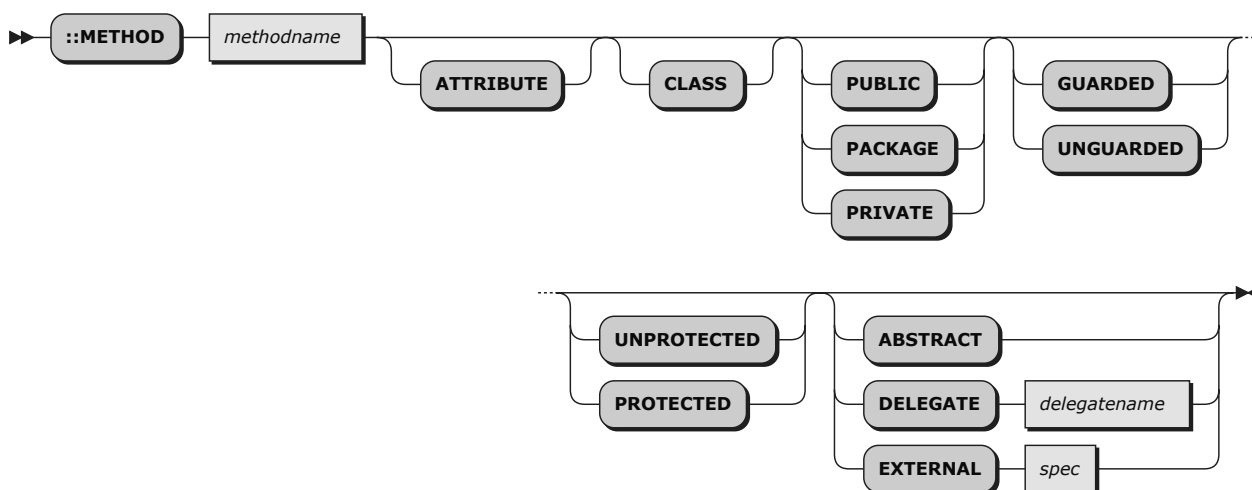 ::METHOD methodname
ATTRIBUTE CLASS PUBLIC GUARDED
PACKAGE UNGUARDED
PRIVATE
UNPROTECTED ABSTRACT
PROTECTED DELEGATE delegatename
EXTERNAL spec